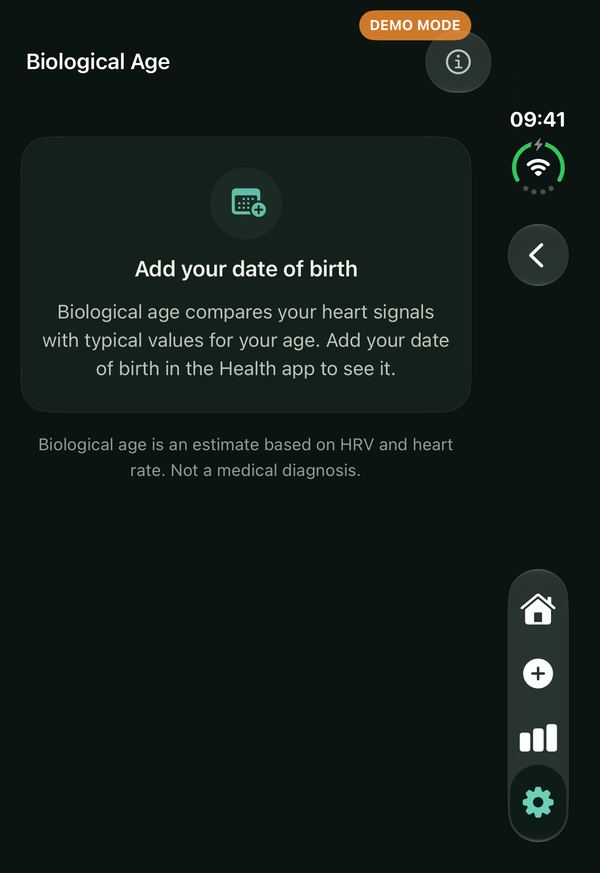 DEMO MODE
Biological Age
09:41
Add your date of birth
Biological age compares your heart signals
with typical values for your age. Add your date
of birth in the Health app to see it.
Biological age is an estimate based on HRV and heart
rate. Not a medical diagnosis.